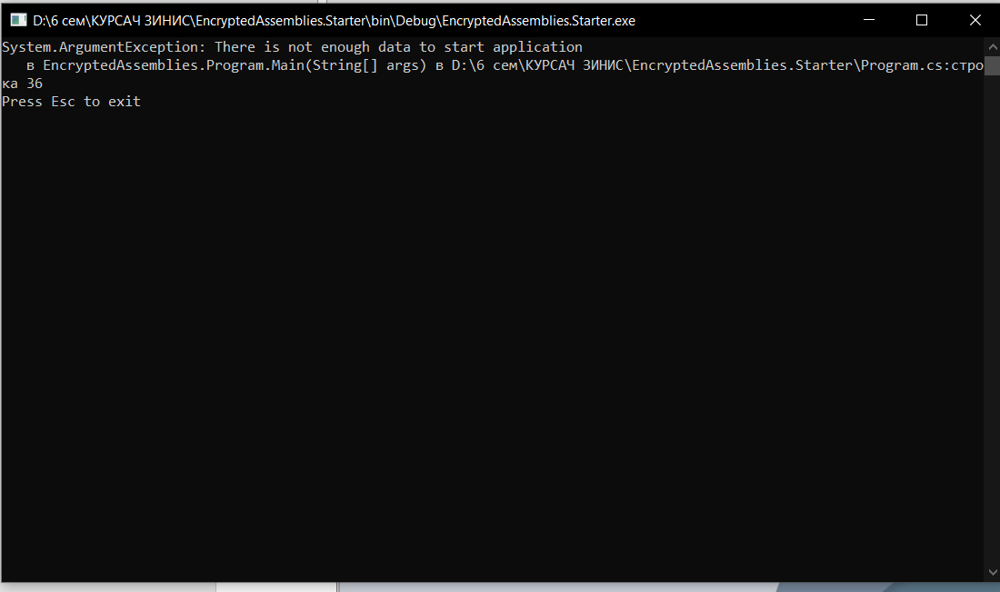 D:\6 сем\КУРСАЧ ЗИНИС\EncryptedAssemblies.Starter\bin\Debug\EncryptedAssemblies.Starter.exe
System.ArgumentException: There is not enough data to start application
   в EncryptedAssemblies.Program.Main(String[] args) в D:\6 сем\КУРСАЧ ЗИНИС\EncryptedAssemblies.Starter\Program.cs:стро
ка 36
Press Esc to exit